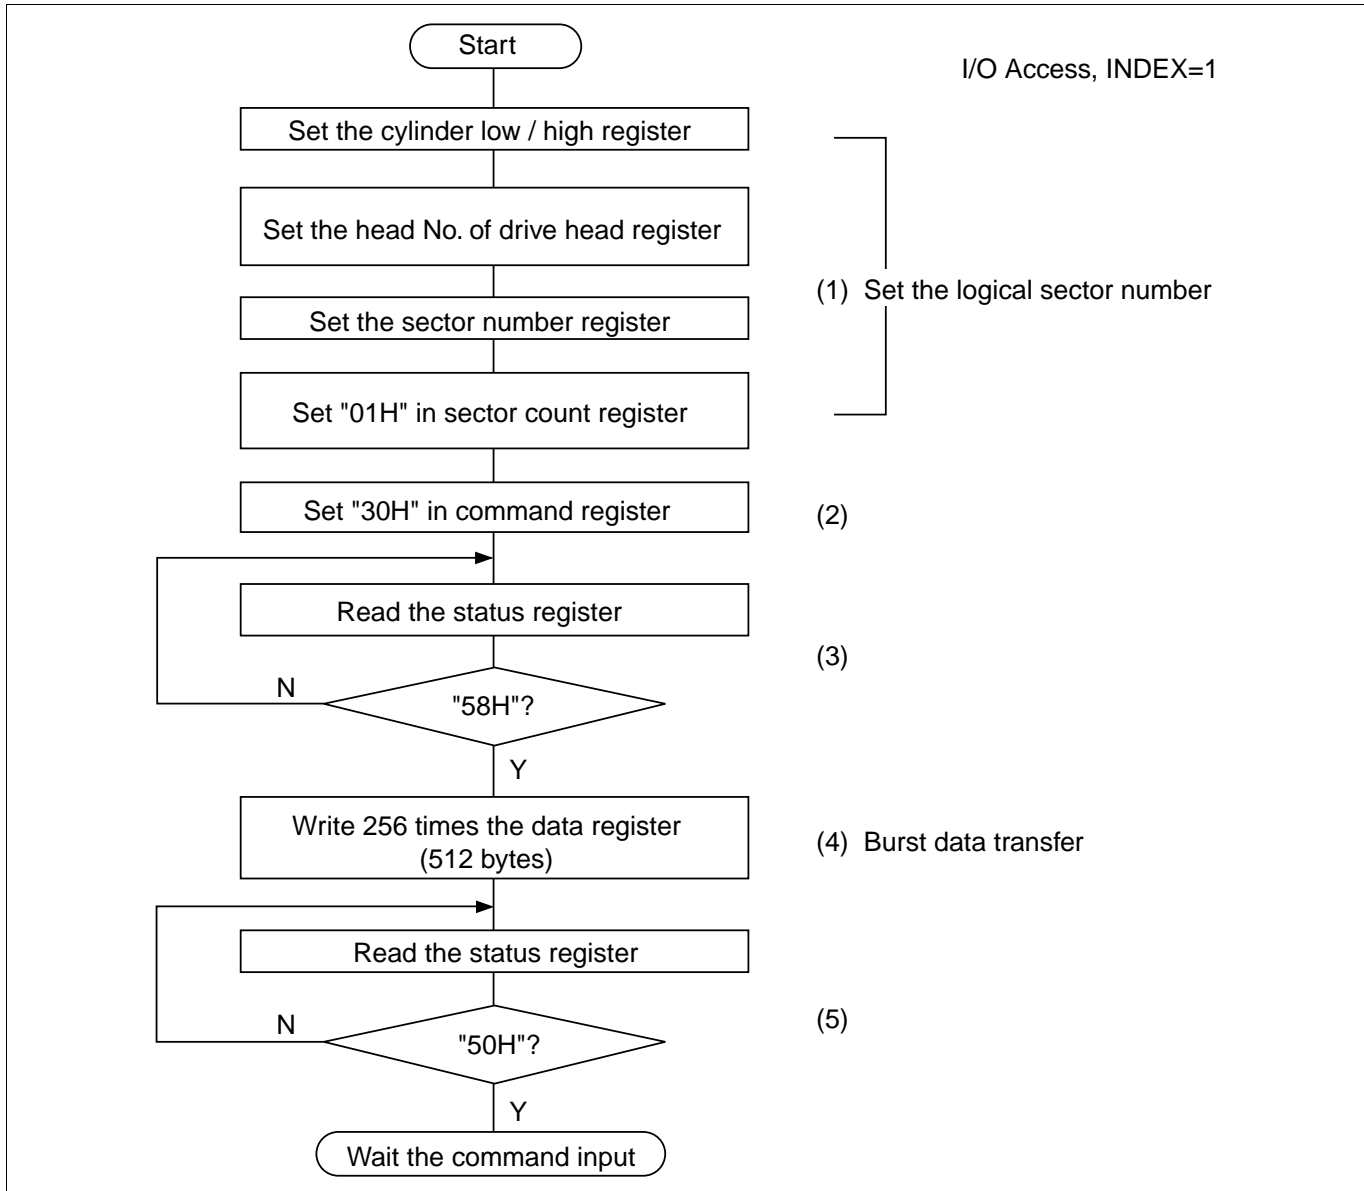 Start
I/O Access, INDEX=1
Set the cylinder low / high register
Set the head No. of drive head register
(1) Set the logical sector number
Set the sector number register
Set "01H" in sector count register
Set "30H" in command register
(2)
Read the status register
(3)
N
"58H"?
Y
Write 256 times the data register
(512 bytes)
(4) Burst data transfer
Read the status register
(5)
N
"50H"?
Y
Wait the command input